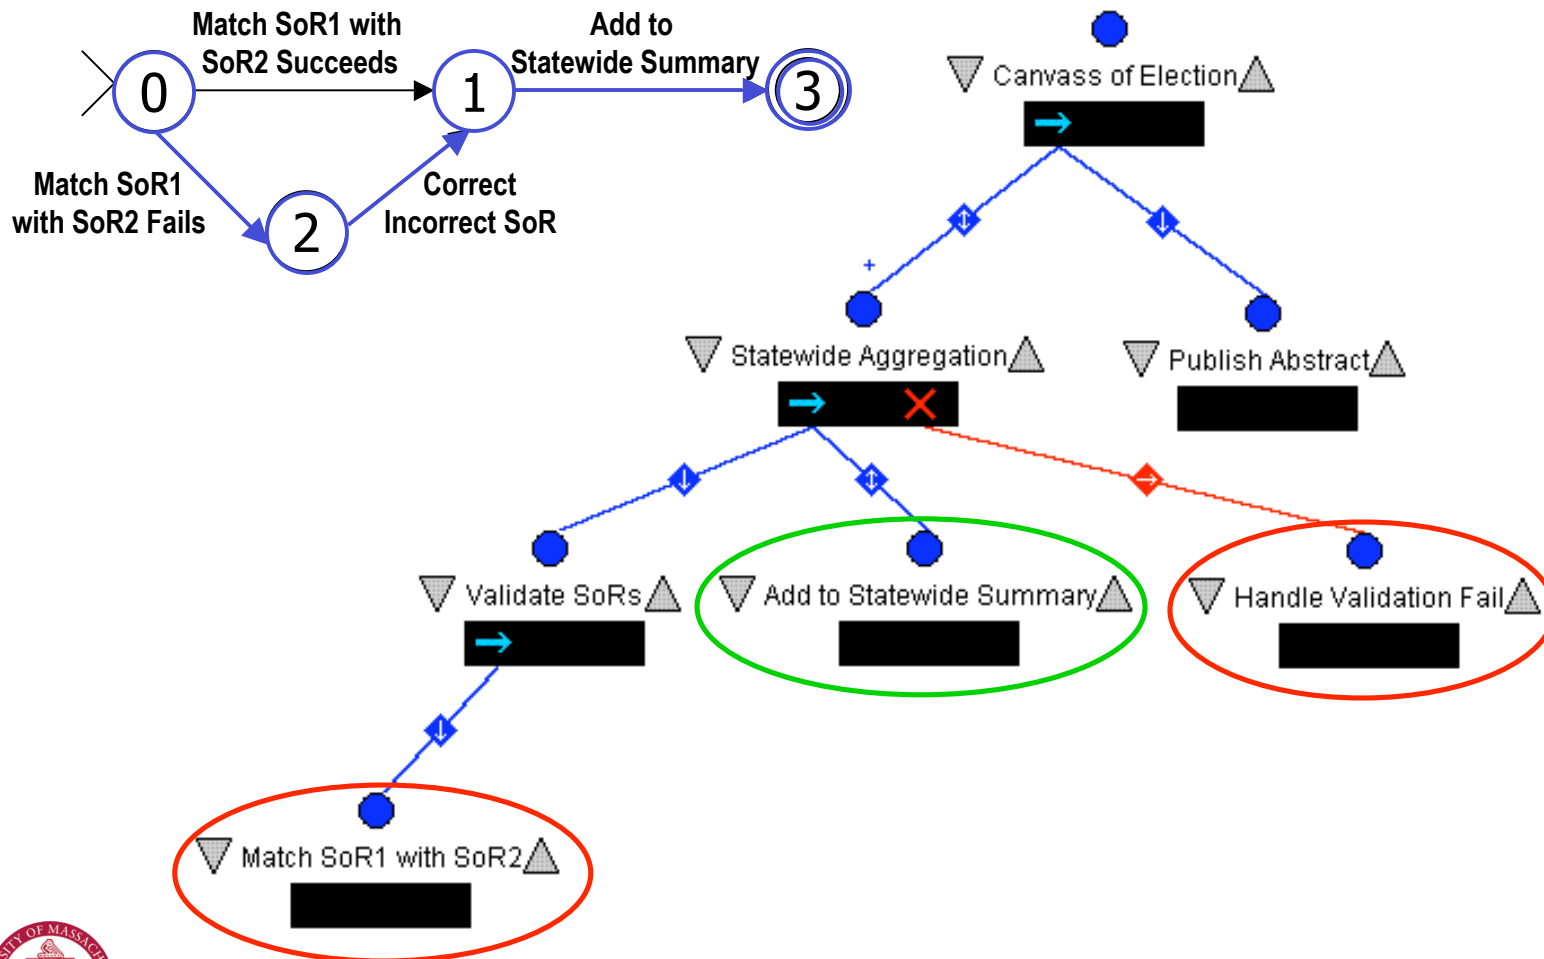 Match SoR1 with
SoR2 Succeeds
Add to
Statewide Summary
0
1
3
Match SoR1
with SoR2 Fails
2
Correct
Incorrect SoR
Canvass of Election
+
Statewide Aggregation
Publish Abstract
Validate SoRs
Add to Statewide Summary
Handle Validation Fail
Match SoR1 with SoR2
OF